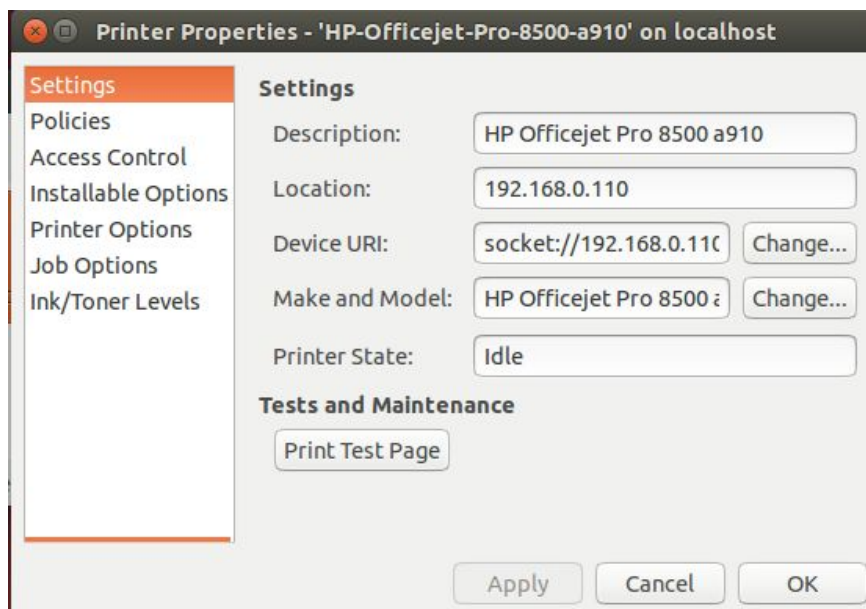 Printer Properties - 'HP-Officejet-Pro-8500-a910' on localhost
Settings
Policies
Access Control
Installable Options
Printer Options
Job Options
Ink/Toner Levels
Settings
Description: HP Officejet Pro 8500 a910
Location: 192.168.0.110
Device URI: socket://192.168.0.110 Change...
Make and Model: HP Officejet Pro 8500 a Change...
Printer State: Idle
Tests and Maintenance
Print Test Page
Apply Cancel OK